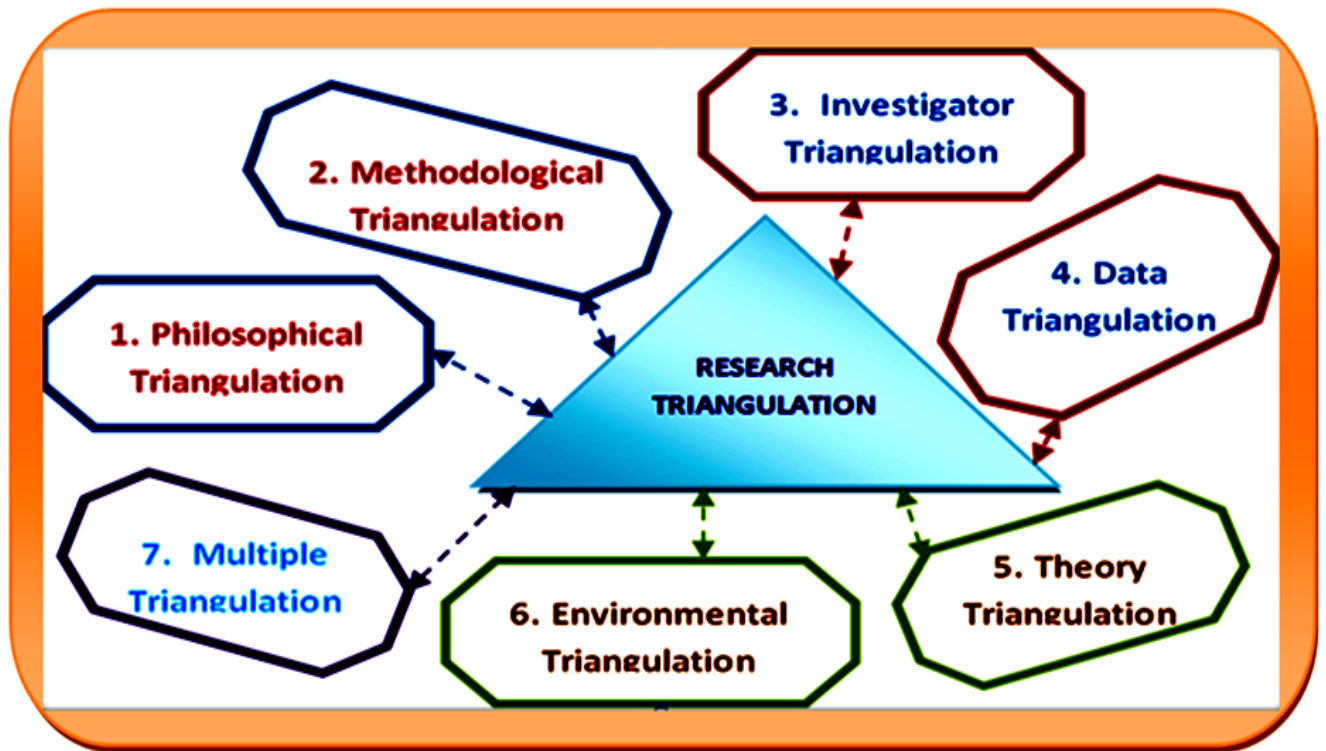 1. Philosophical
Triangulation
2. Methodological
Triangulation
3. Investigator
Triangulation
4. Data
Triangulation
5. Theory
Triangulation
6. Environmental
Triangulation
7. Multiple
Triangulation
RESEARCH
TRIANGULATION